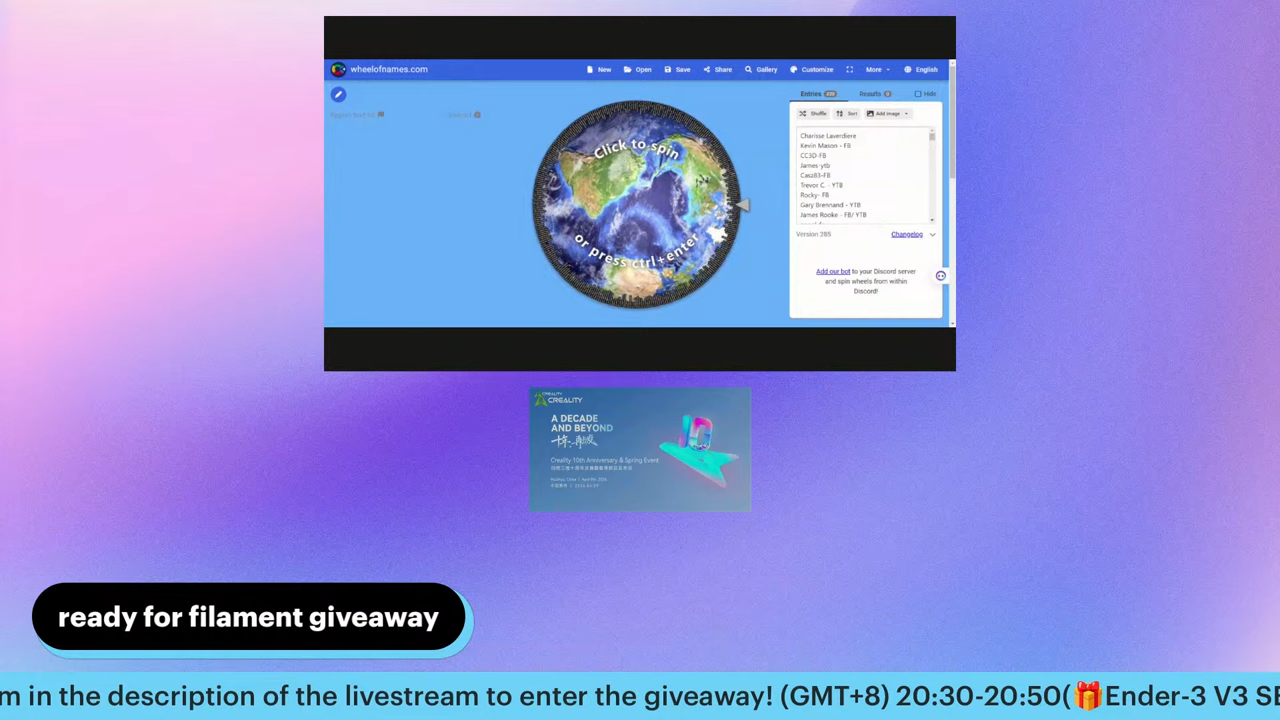 wheelofnames.com
New Open Save Share Gallery Customize More English
Entries Results Hide
Shuffle Sort Add image
Charisse Laverdiere
Kevin Mason - FB
CC3D-FB
James-ytb
Casa83-FB
Trevor C. - YTB
Rocky- FB
Gary Brennand - YTB
James Rooke - FB/ YTB
Version 285 Changelog
Add our bot to your Discord server
and spin wheels from within
Discord!
Click to spin
or press ctrl+enter
CREALITY
CREALITY
A DECADE
AND BEYOND
Creality 10th Anniversary & Spring Event
ready for filament giveaway
m in the description of the livestream to enter the giveaway! (GMT+8) 20:30-20:50(🎁Ender-3 V3 SE